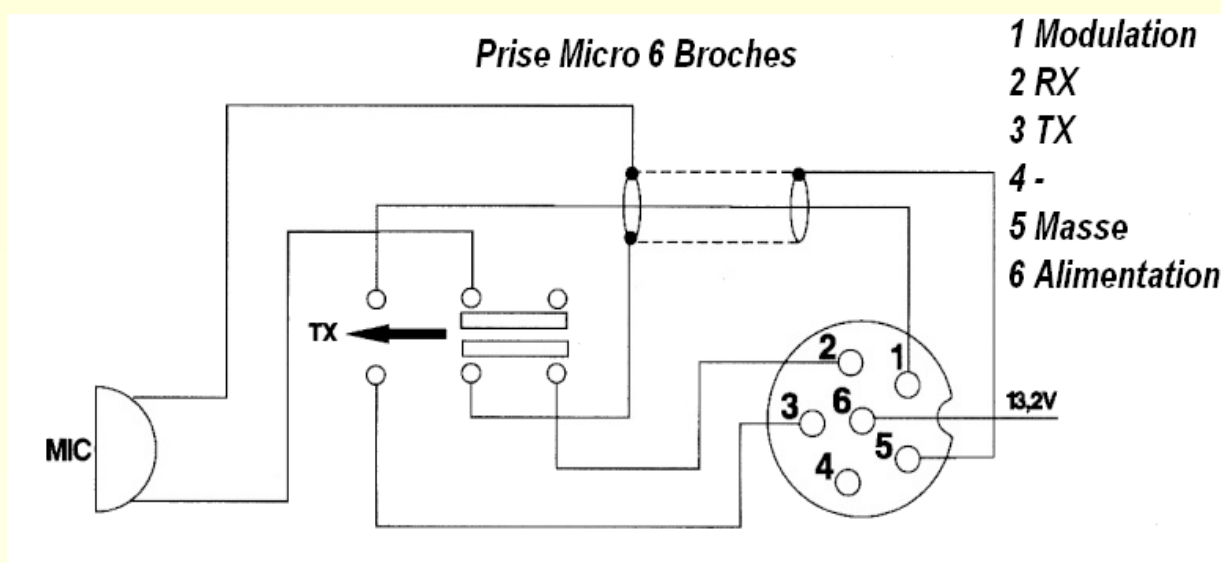 Prise Micro 6 Broches
1 Modulation
2 RX
3 TX
4 -
5 Masse
6 Alimentation
TX
MIC
2
1
3
6
13,2V
5
4